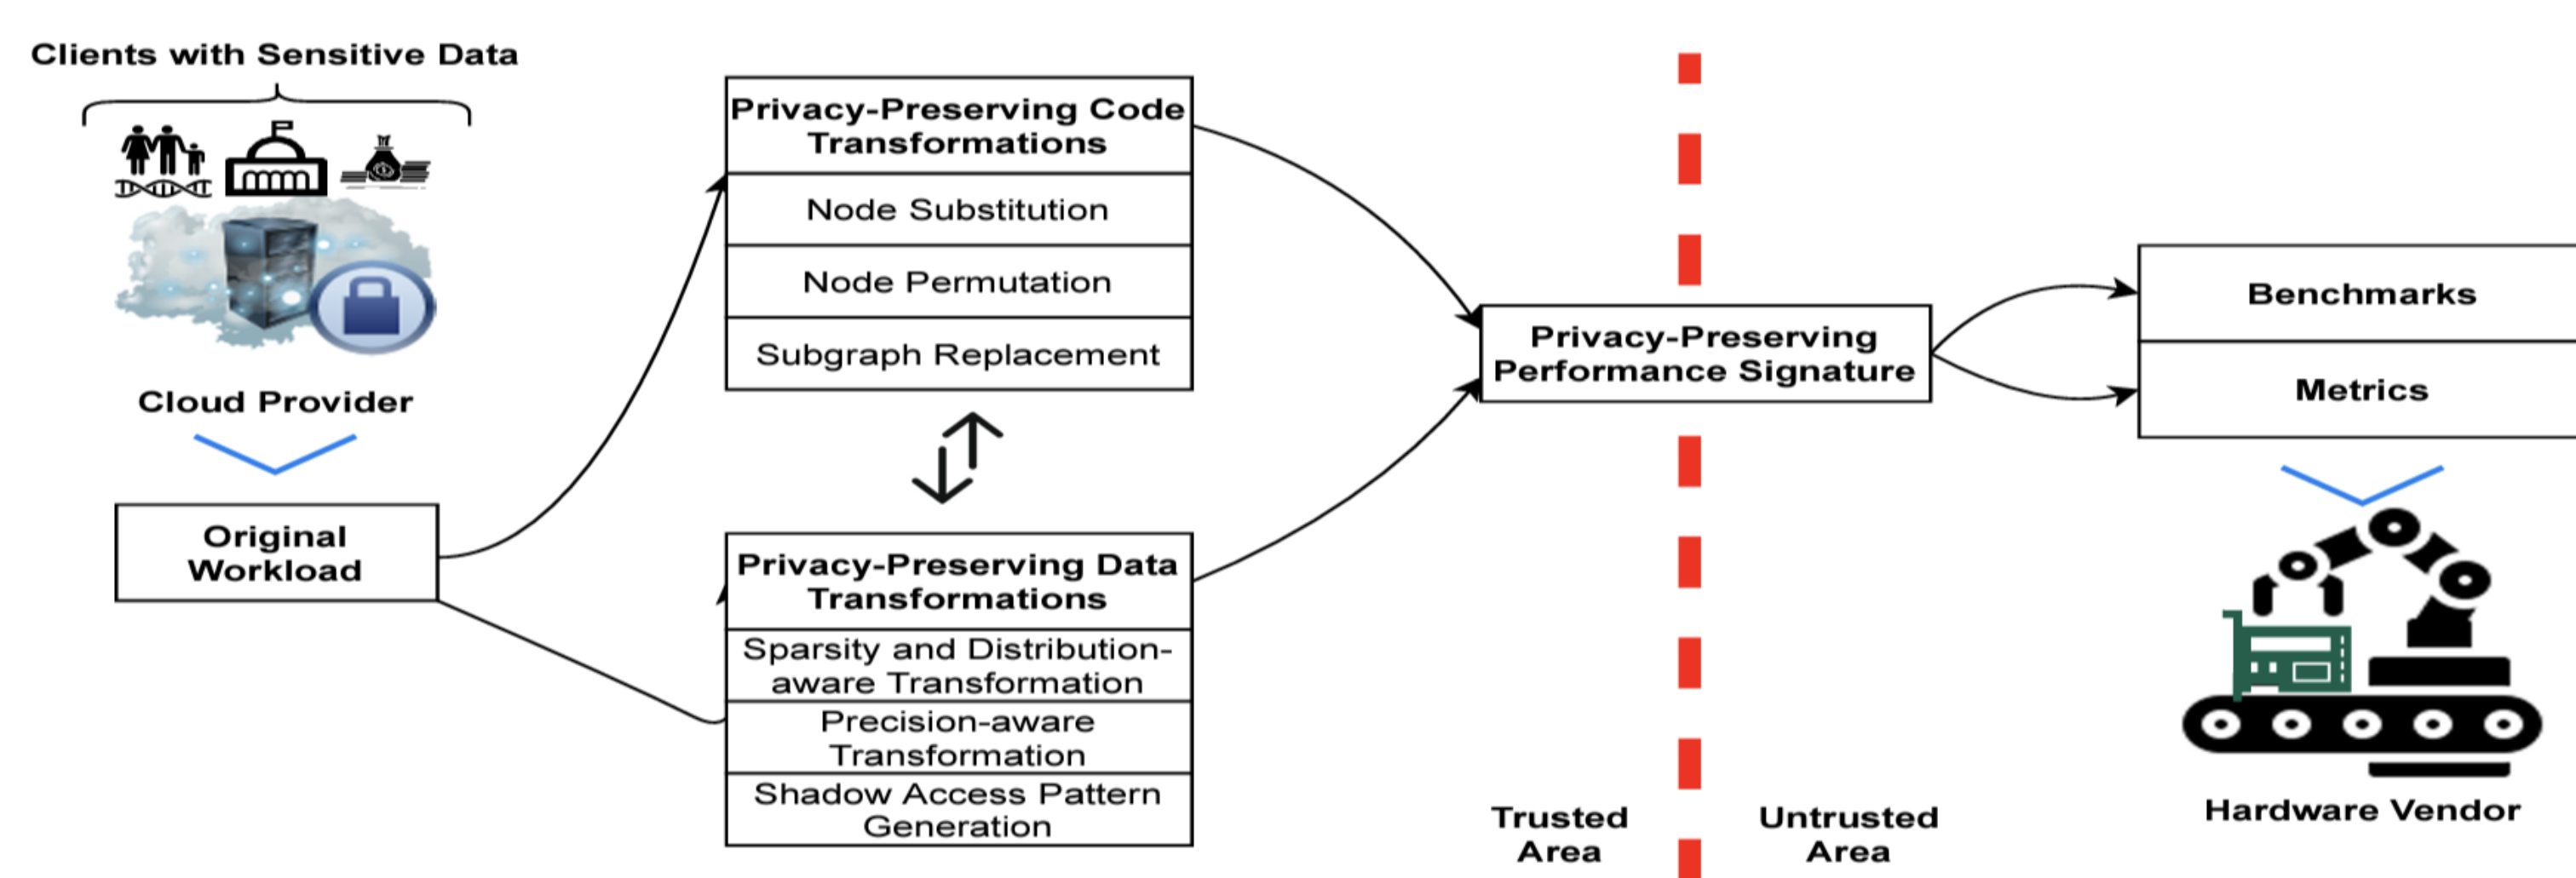 Clients with Sensitive Data
Cloud Provider
Original
Workload
Privacy-Preserving Code
Transformations
Node Substitution
Node Permutation
Subgraph Replacement
Privacy-Preserving Data
Transformations
Sparsity and Distribution-
aware Transformation
Precision-aware
Transformation
Shadow Access Pattern
Generation
Privacy-Preserving
Performance Signature
Trusted
Area
Untrusted
Area
Benchmarks
Metrics
Hardware Vendor